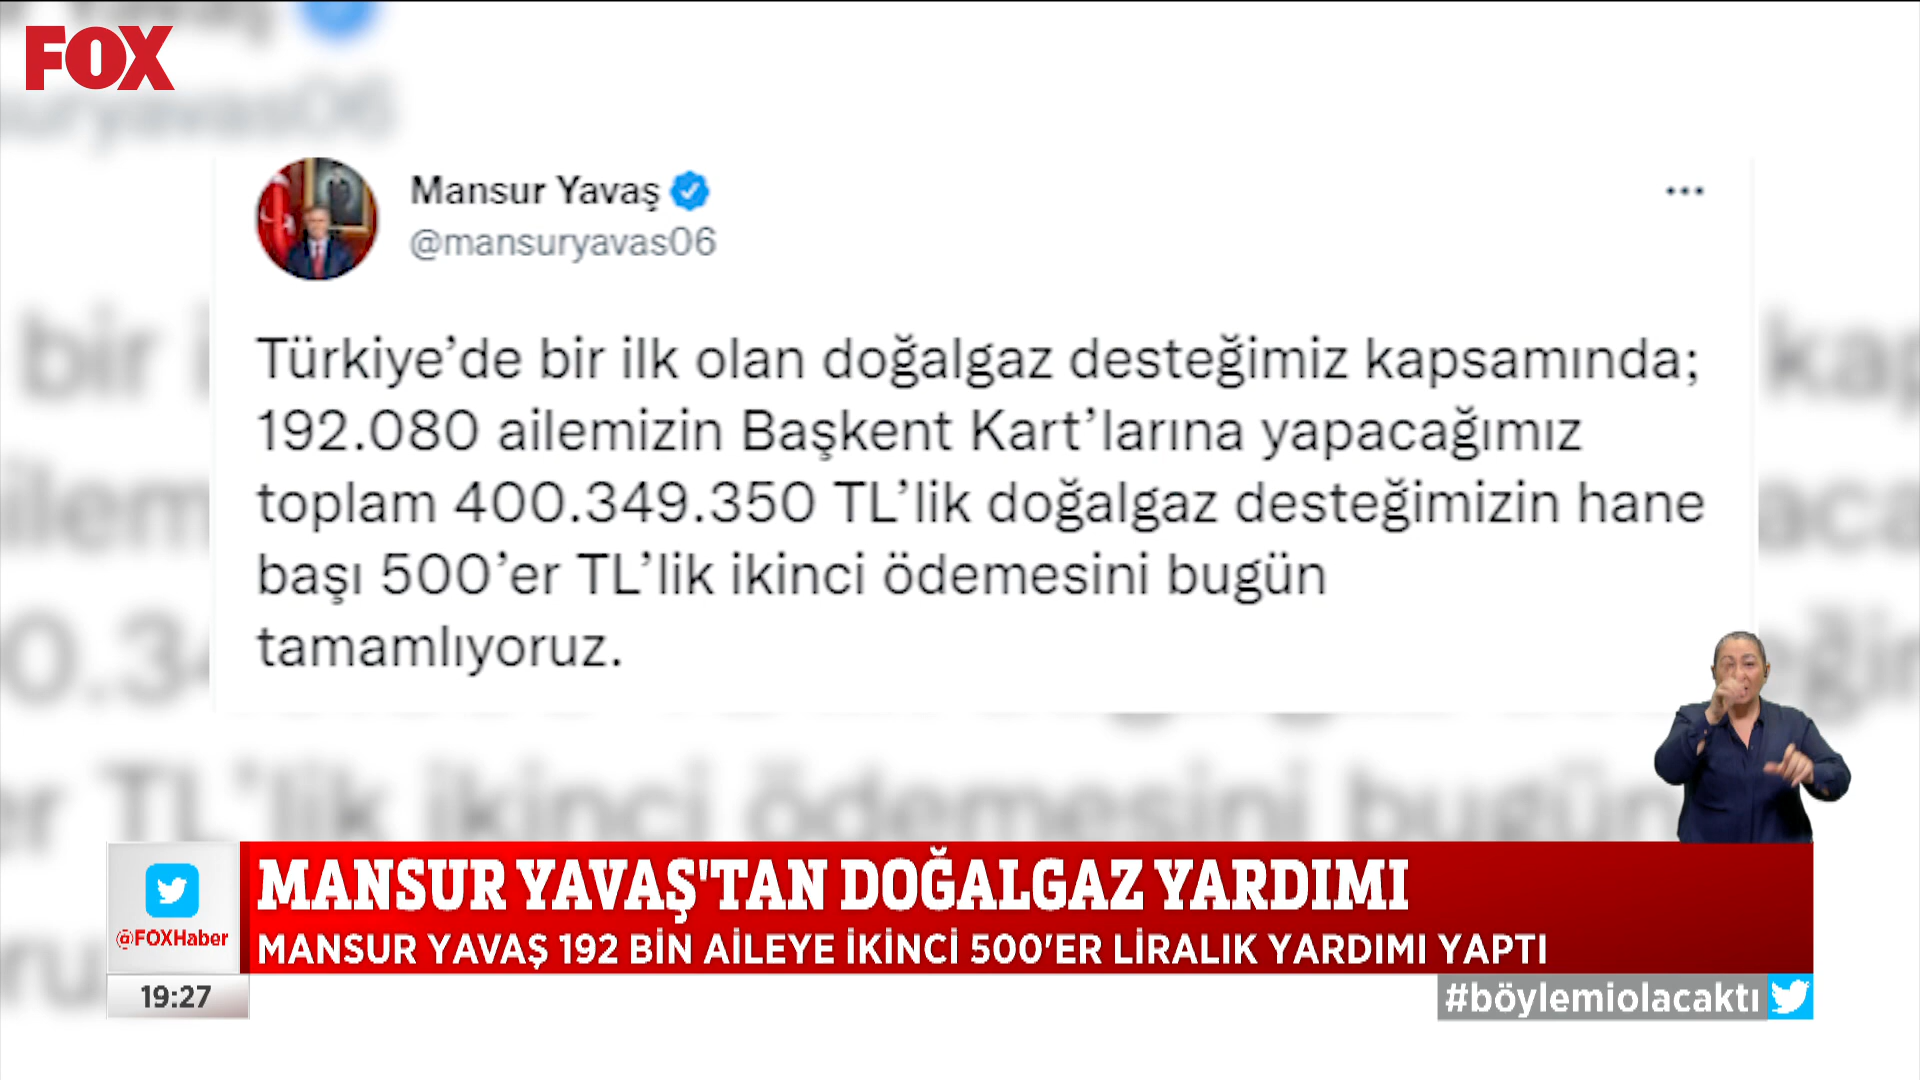 FOX
Mansur Yavaş
@mansuryavas06
Türkiye’de bir ilk olan doğalgaz desteğimiz kapsamında;
192.080 ailemizin Başkent Kart’larına yapacağımız
toplam 400.349.350 TL’lik doğalgaz desteğimizin hane
başı 500’er TL’lik ikinci ödemesini bugün
tamamlıyoruz.
MANSUR YAVAŞ'TAN DOĞALGAZ YARDIMI
@FOXHaber
MANSUR YAVAŞ 192 BİN AİLEYE İKİNCİ 500'ER LİRALIK YARDIMI YAPTI
19:27
#böylemiolacaktı